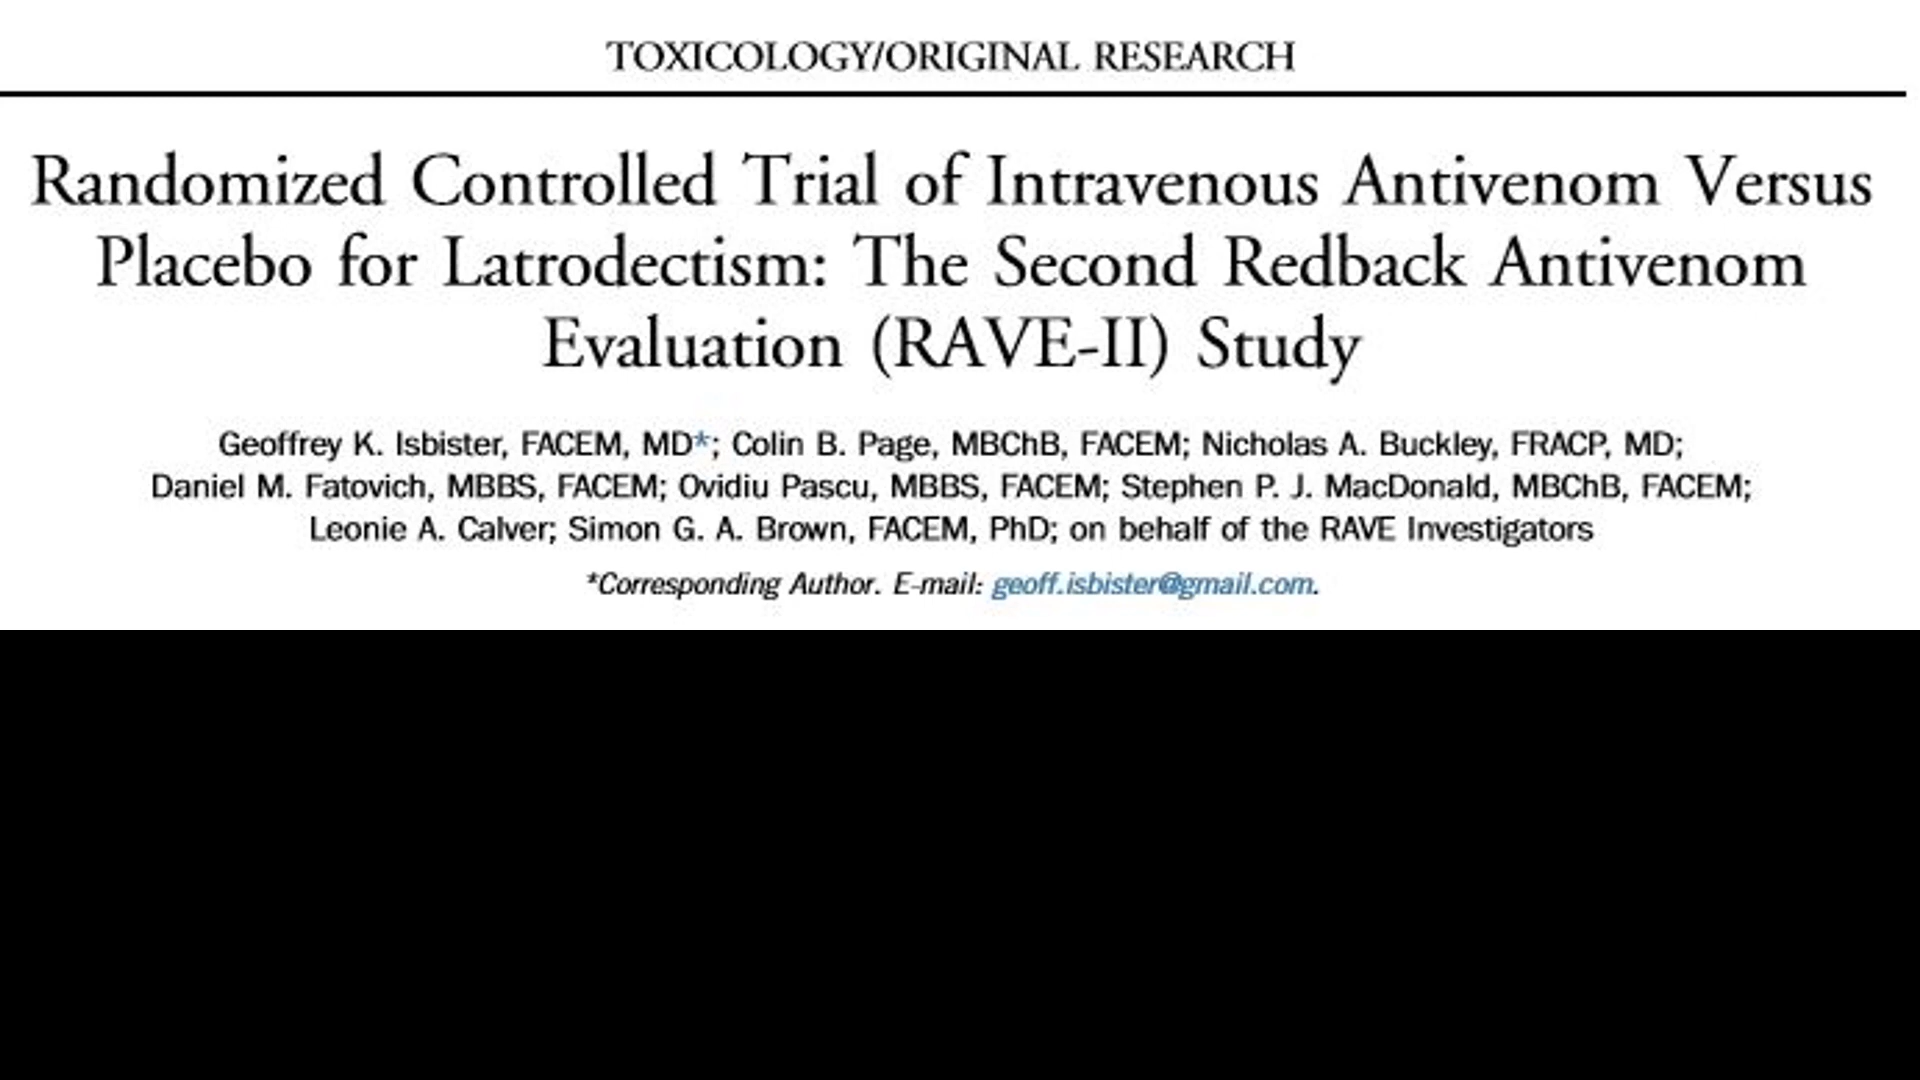 TOXICOLOGY/ORIGINAL RESEARCH
Randomized Controlled Trial of Intravenous Antivenom Versus
Placebo for Latrodectism: The Second Redback Antivenom
Evaluation (RAVE-II) Study
Geoffrey K. Isbister, FACEM, MD*; Colin B. Page, MBChB, FACEM; Nicholas A. Buckley, FRACP, MD;
Daniel M. Fatovich, MBBS, FACEM; Ovidiu Pascu, MBBS, FACEM; Stephen P. J. MacDonald, MBChB, FACEM;
Leonie A. Calver; Simon G. A. Brown, FACEM, PhD; on behalf of the RAVE Investigators
*Corresponding Author. E-mail: geoff.isbister@gmail.com.